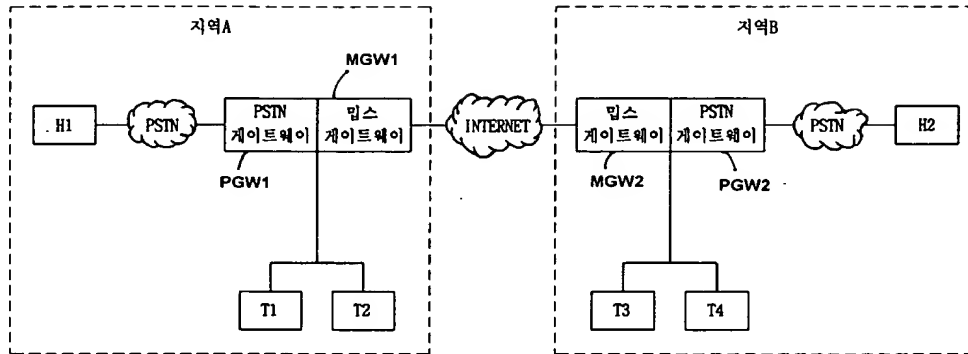 지역A
지역B
MGW1
H1
PSTN
PSTN
게이트웨이
밉스
게이트웨이
INTERNET
밉스
게이트웨이
PSTN
게이트웨이
PSTN
H2
PGW1
MGW2
PGW2
T1
T2
T3
T4